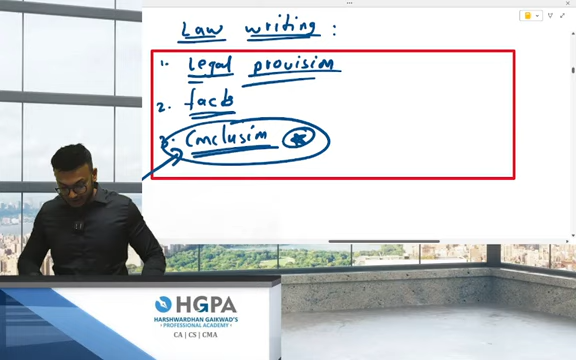 Law writing :
1. Legal provision
2. facts
3. Conclusion
HGPA
HARSHWARDHAN GAIKWAD'S
PROFESSIONAL ACADEMY
CA | CS | CMA